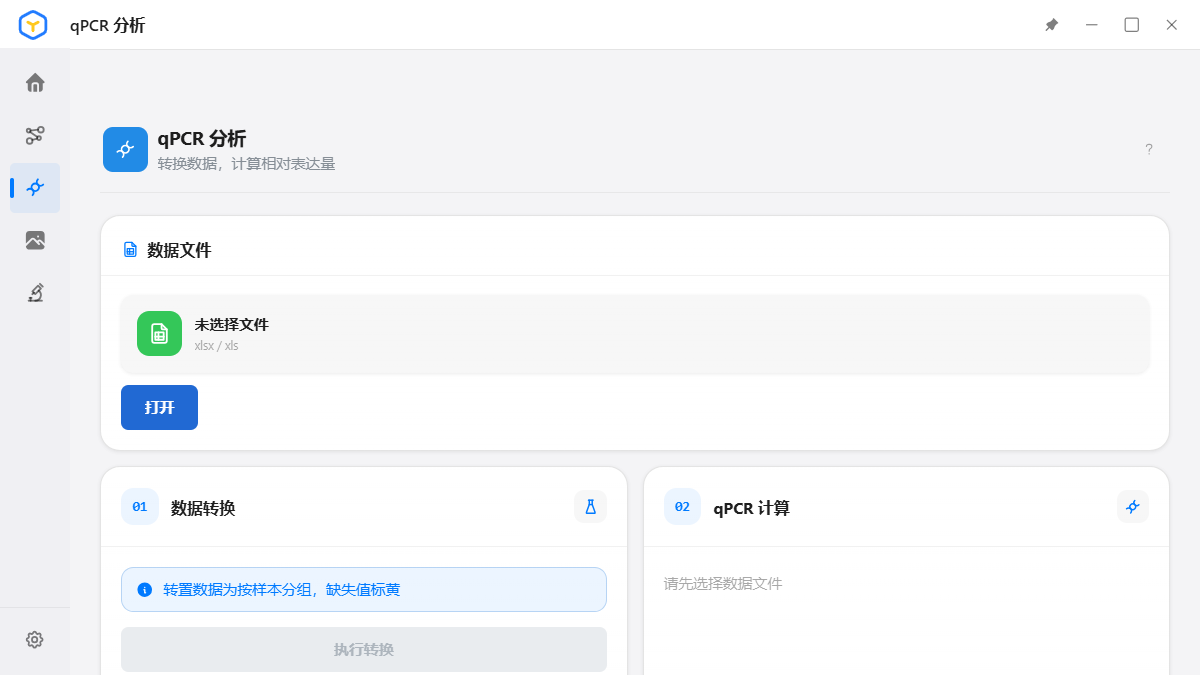 qPCR 分析
qPCR 分析
转换数据，计算相对表达量
?
数据文件
未选择文件
xlsx / xls
打开
01
数据转换
转置数据为按样本分组，缺失值标黄
执行转换
02
qPCR 计算
请先选择数据文件